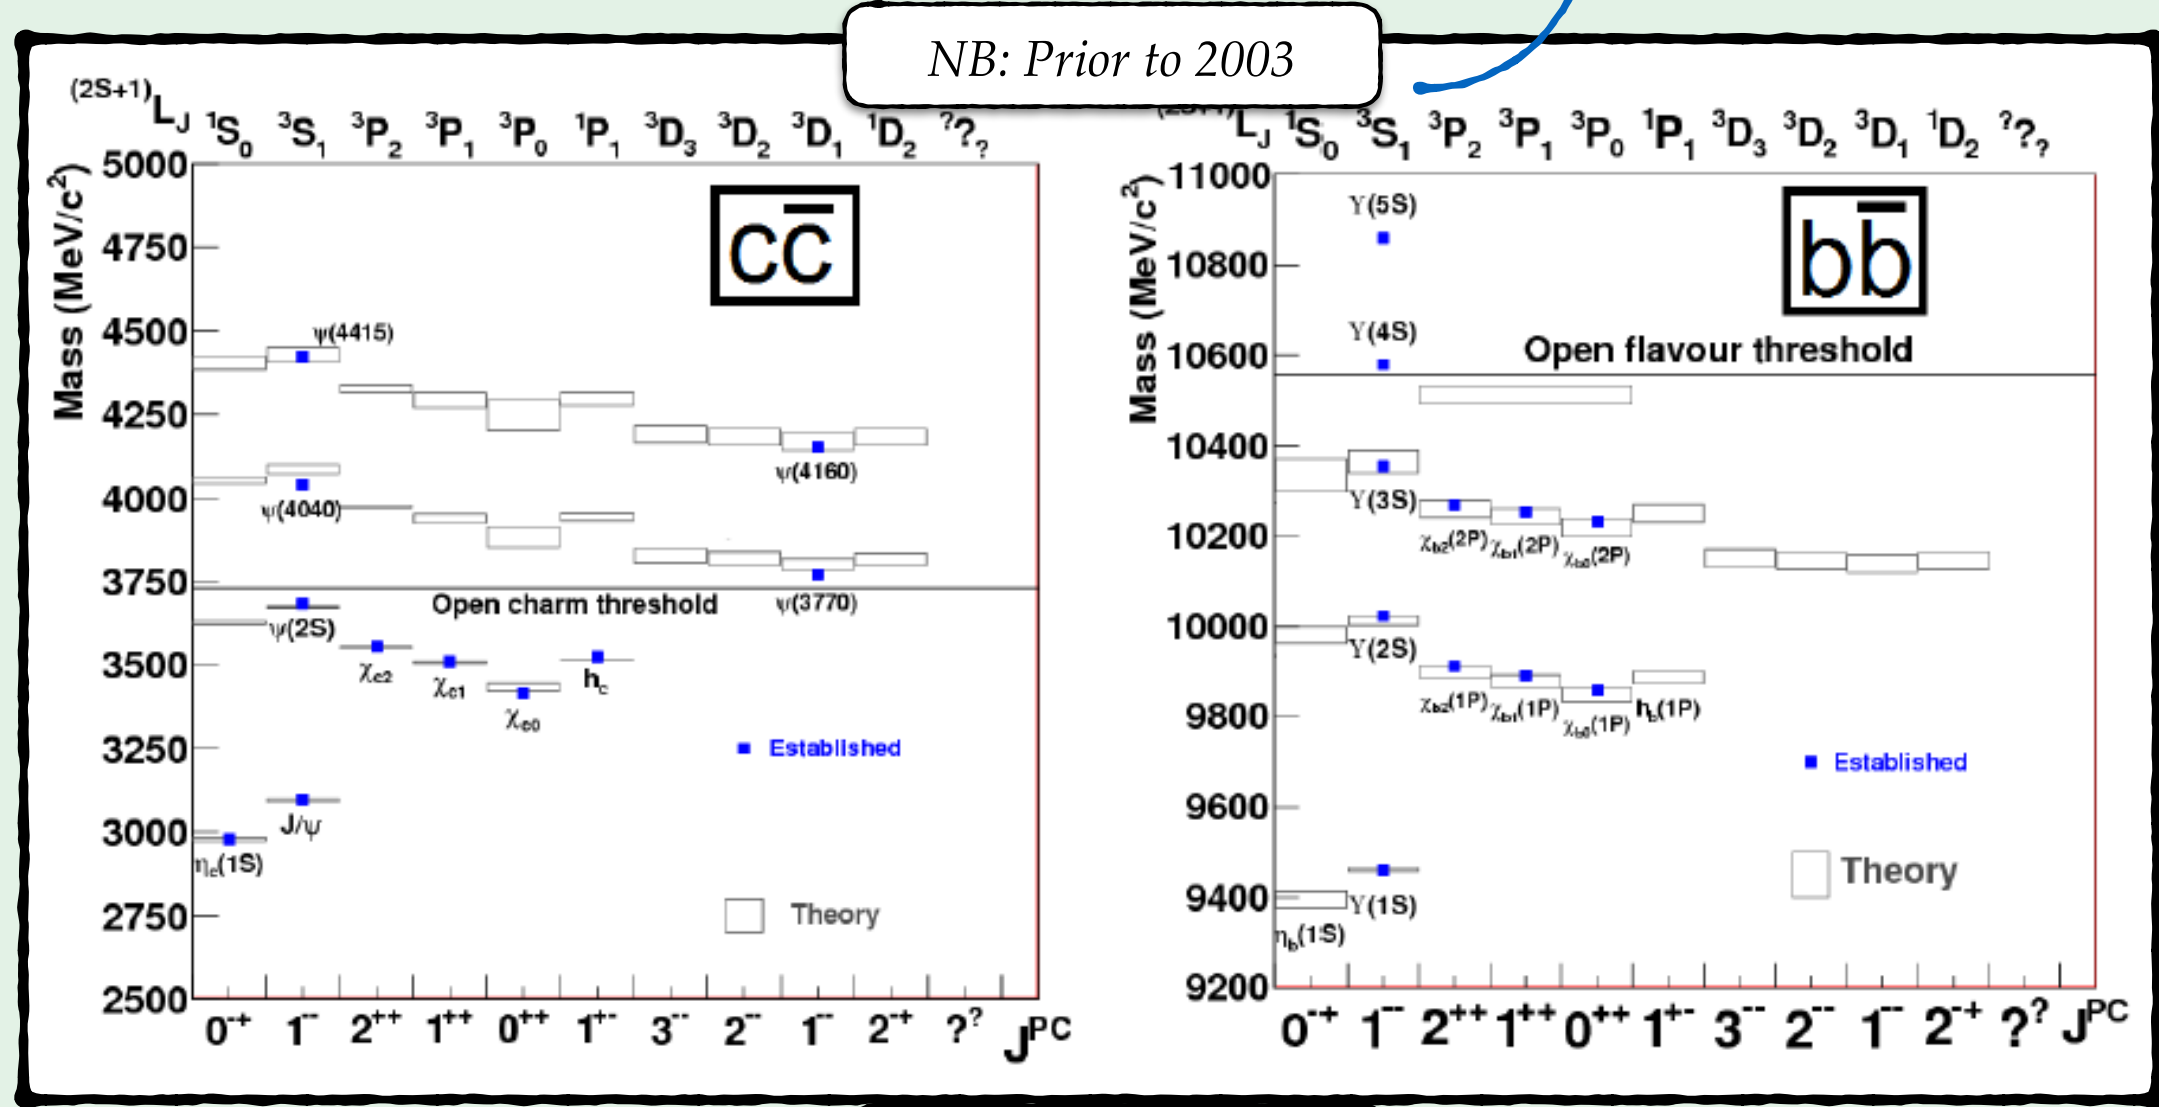 NB: Prior to 2003
(2S+1)L_J ¹S₀ ³S₁ ³P₂ ³P₁ ³P₀ ¹P₁ ³D₃ ³D₂ ³D₁ ¹D₂ ??_?
Mass (MeV/c²)
5000
4750
4500
4250
4000
3750
3500
3250
3000
2750
2500
cc̅
ψ(4415)
ψ(4160)
ψ(4040)
Open charm threshold
ψ(3770)
ψ(2S)
χc2
χc1
hc
χc0
Established
J/ψ
ηc(1S)
Theory
0⁻⁺ 1⁻⁻ 2⁺⁺ 1⁺⁺ 0⁺⁺ 1⁺⁻ 3⁻⁻ 2⁻⁻ 1⁻⁻ 2⁻⁺ ?? J^PC
(2S+1)L_J ¹S₀ ³S₁ ³P₂ ³P₁ ³P₀ ¹P₁ ³D₃ ³D₂ ³D₁ ¹D₂ ??_?
Mass (MeV/c²)
11000
10800
10600
10400
10200
10000
9800
9600
9400
9200
bb̅
Υ(5S)
Υ(4S)
Open flavour threshold
Υ(3S)
χb2(2P) χb1(2P) χb0(2P)
Υ(2S)
χb2(1P) χb1(1P) χb0(1P) hb(1P)
Established
Theory
Υ(1S)
ηb(1S)
0⁻⁺ 1⁻⁻ 2⁺⁺ 1⁺⁺ 0⁺⁺ 1⁺⁻ 3⁻⁻ 2⁻⁻ 1⁻⁻ 2⁻⁺ ?? J^PC